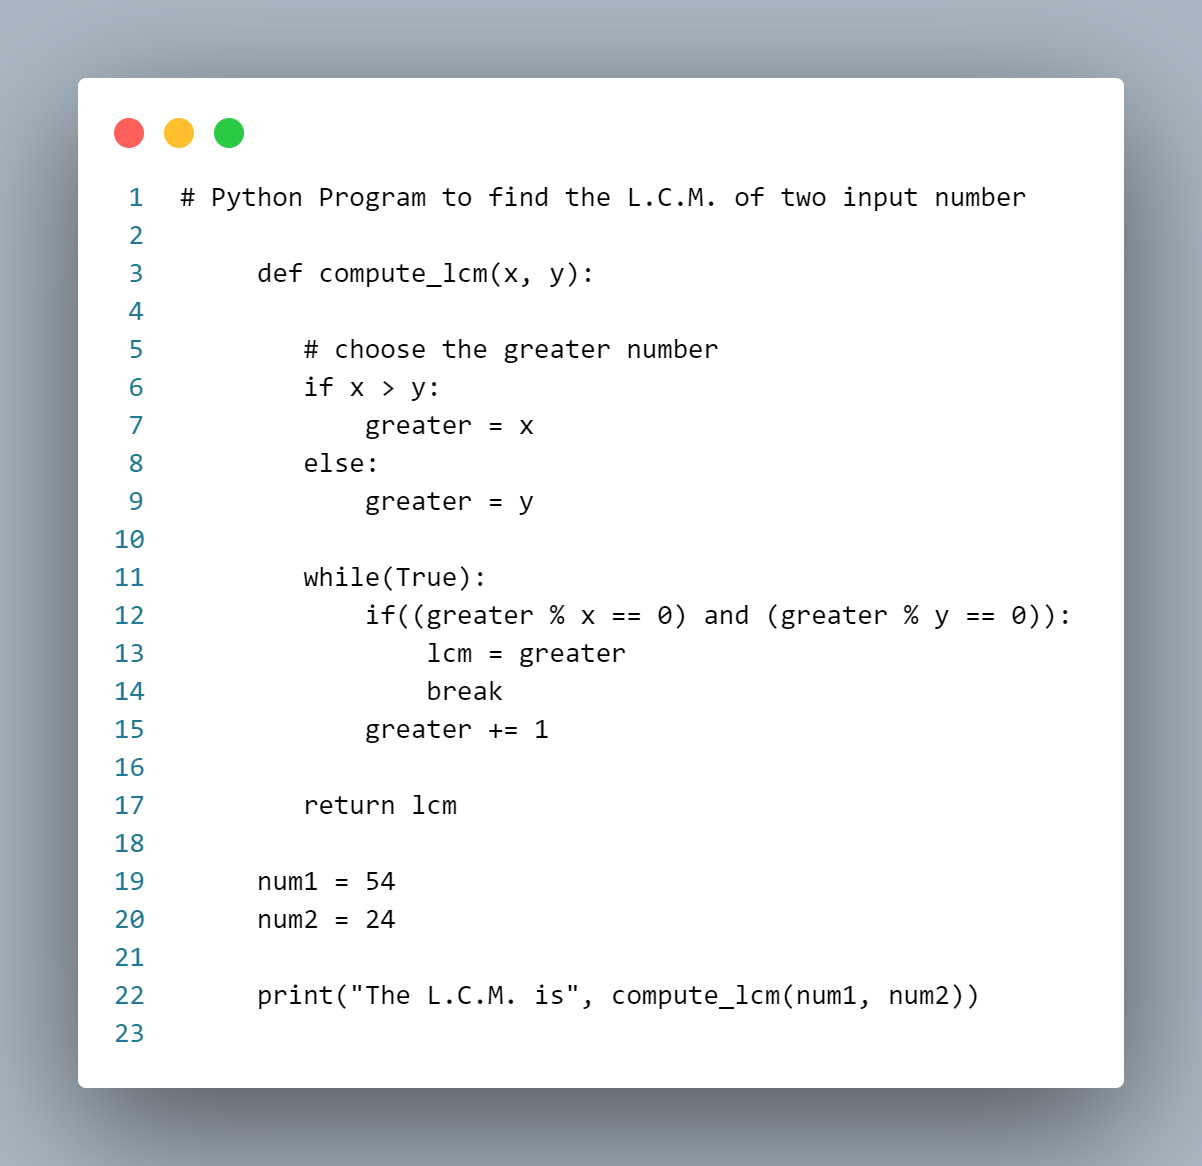 1 # Python Program to find the L.C.M. of two input number
2
3      def compute_lcm(x, y):
4
5         # choose the greater number
6         if x > y:
7             greater = x
8         else:
9             greater = y
10
11         while(True):
12             if((greater % x == 0) and (greater % y == 0)):
13                 lcm = greater
14                 break
15             greater += 1
16
17         return lcm
18
19      num1 = 54
20      num2 = 24
21
22      print("The L.C.M. is", compute_lcm(num1, num2))
23